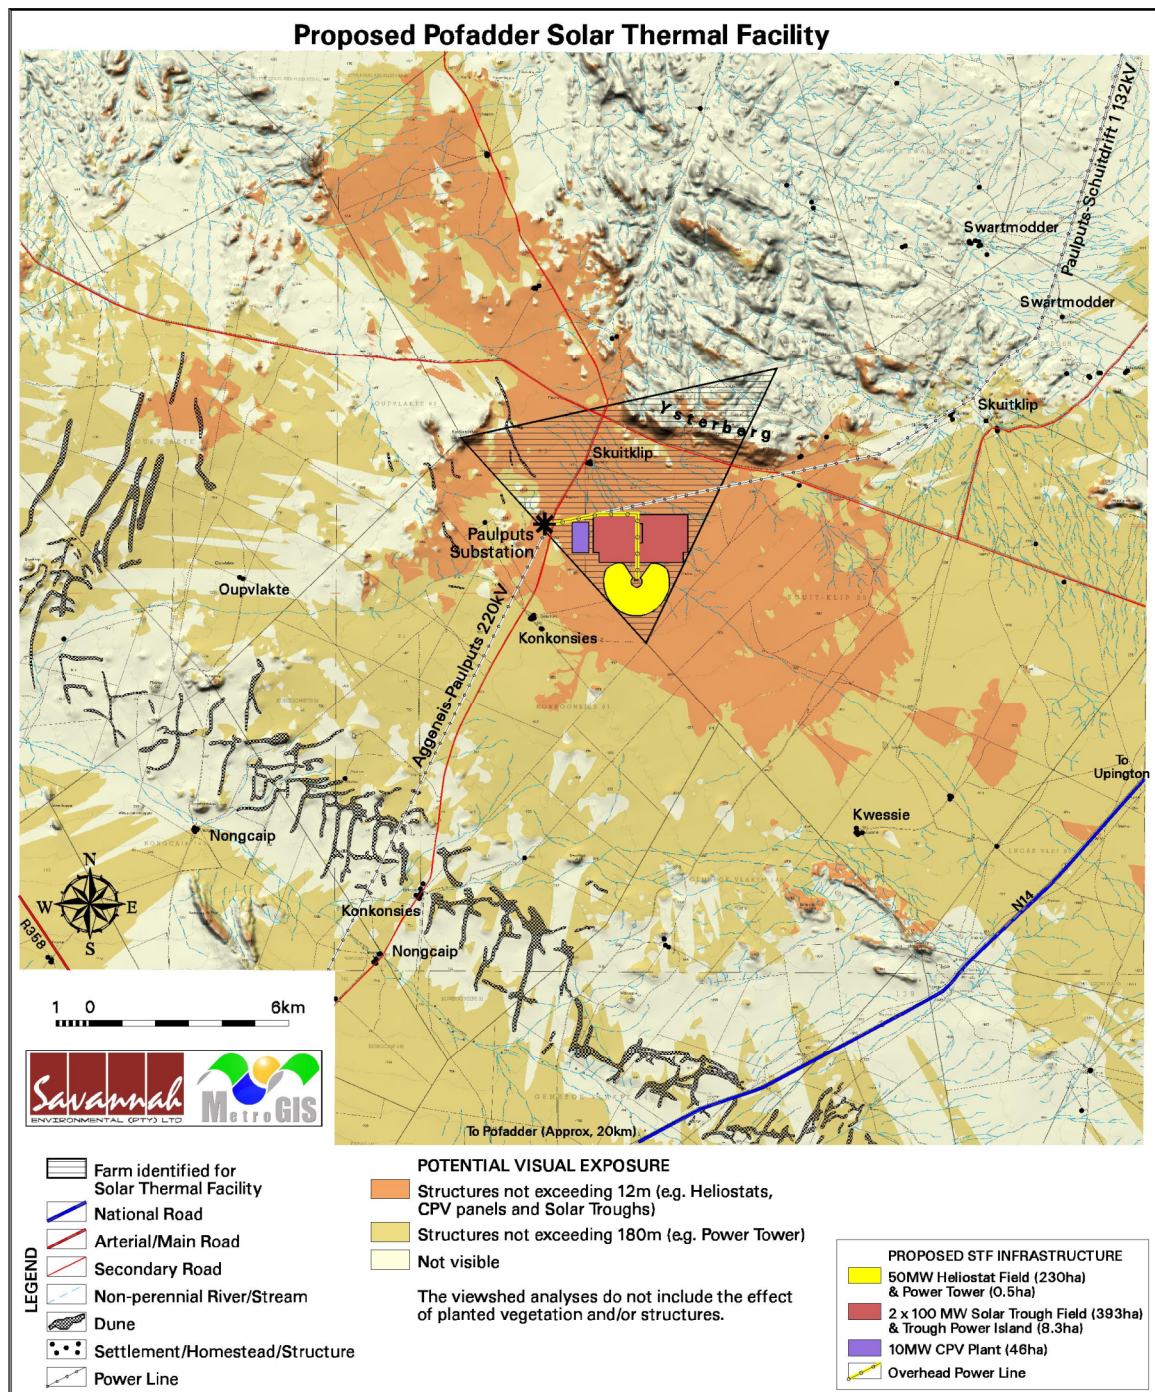 Proposed Pofadder Solar Thermal Facility
Paulputs-Schuitdrift 1 132kV
Swartmodder
Swartmodder
Skuitklip
Ysterberg
Skuitklip
Paulputs
Substation
Oupvlakte
Konkonsies
Aggeneis-Paulputs 220kV
To
Upington
Kwessie
Nongcaip
N14
N
W
E
S
Konkonsies
R358
Nongcaip
1 0 6km
Savannah
ENVIRONMENTAL (PTY) LTD
MetroGIS
To Pofadder (Approx, 20km)
LEGEND
Farm identified for
Solar Thermal Facility
National Road
Arterial/Main Road
Secondary Road
Non-perennial River/Stream
Dune
Settlement/Homestead/Structure
Power Line
POTENTIAL VISUAL EXPOSURE
Structures not exceeding 12m (e.g. Heliostats,
CPV panels and Solar Troughs)
Structures not exceeding 180m (e.g. Power Tower)
Not visible
The viewshed analyses do not include the effect
of planted vegetation and/or structures.
PROPOSED STF INFRASTRUCTURE
50MW Heliostat Field (230ha)
& Power Tower (0.5ha)
2 x 100 MW Solar Trough Field (393ha)
& Trough Power Island (8.3ha)
10MW CPV Plant (46ha)
Overhead Power Line